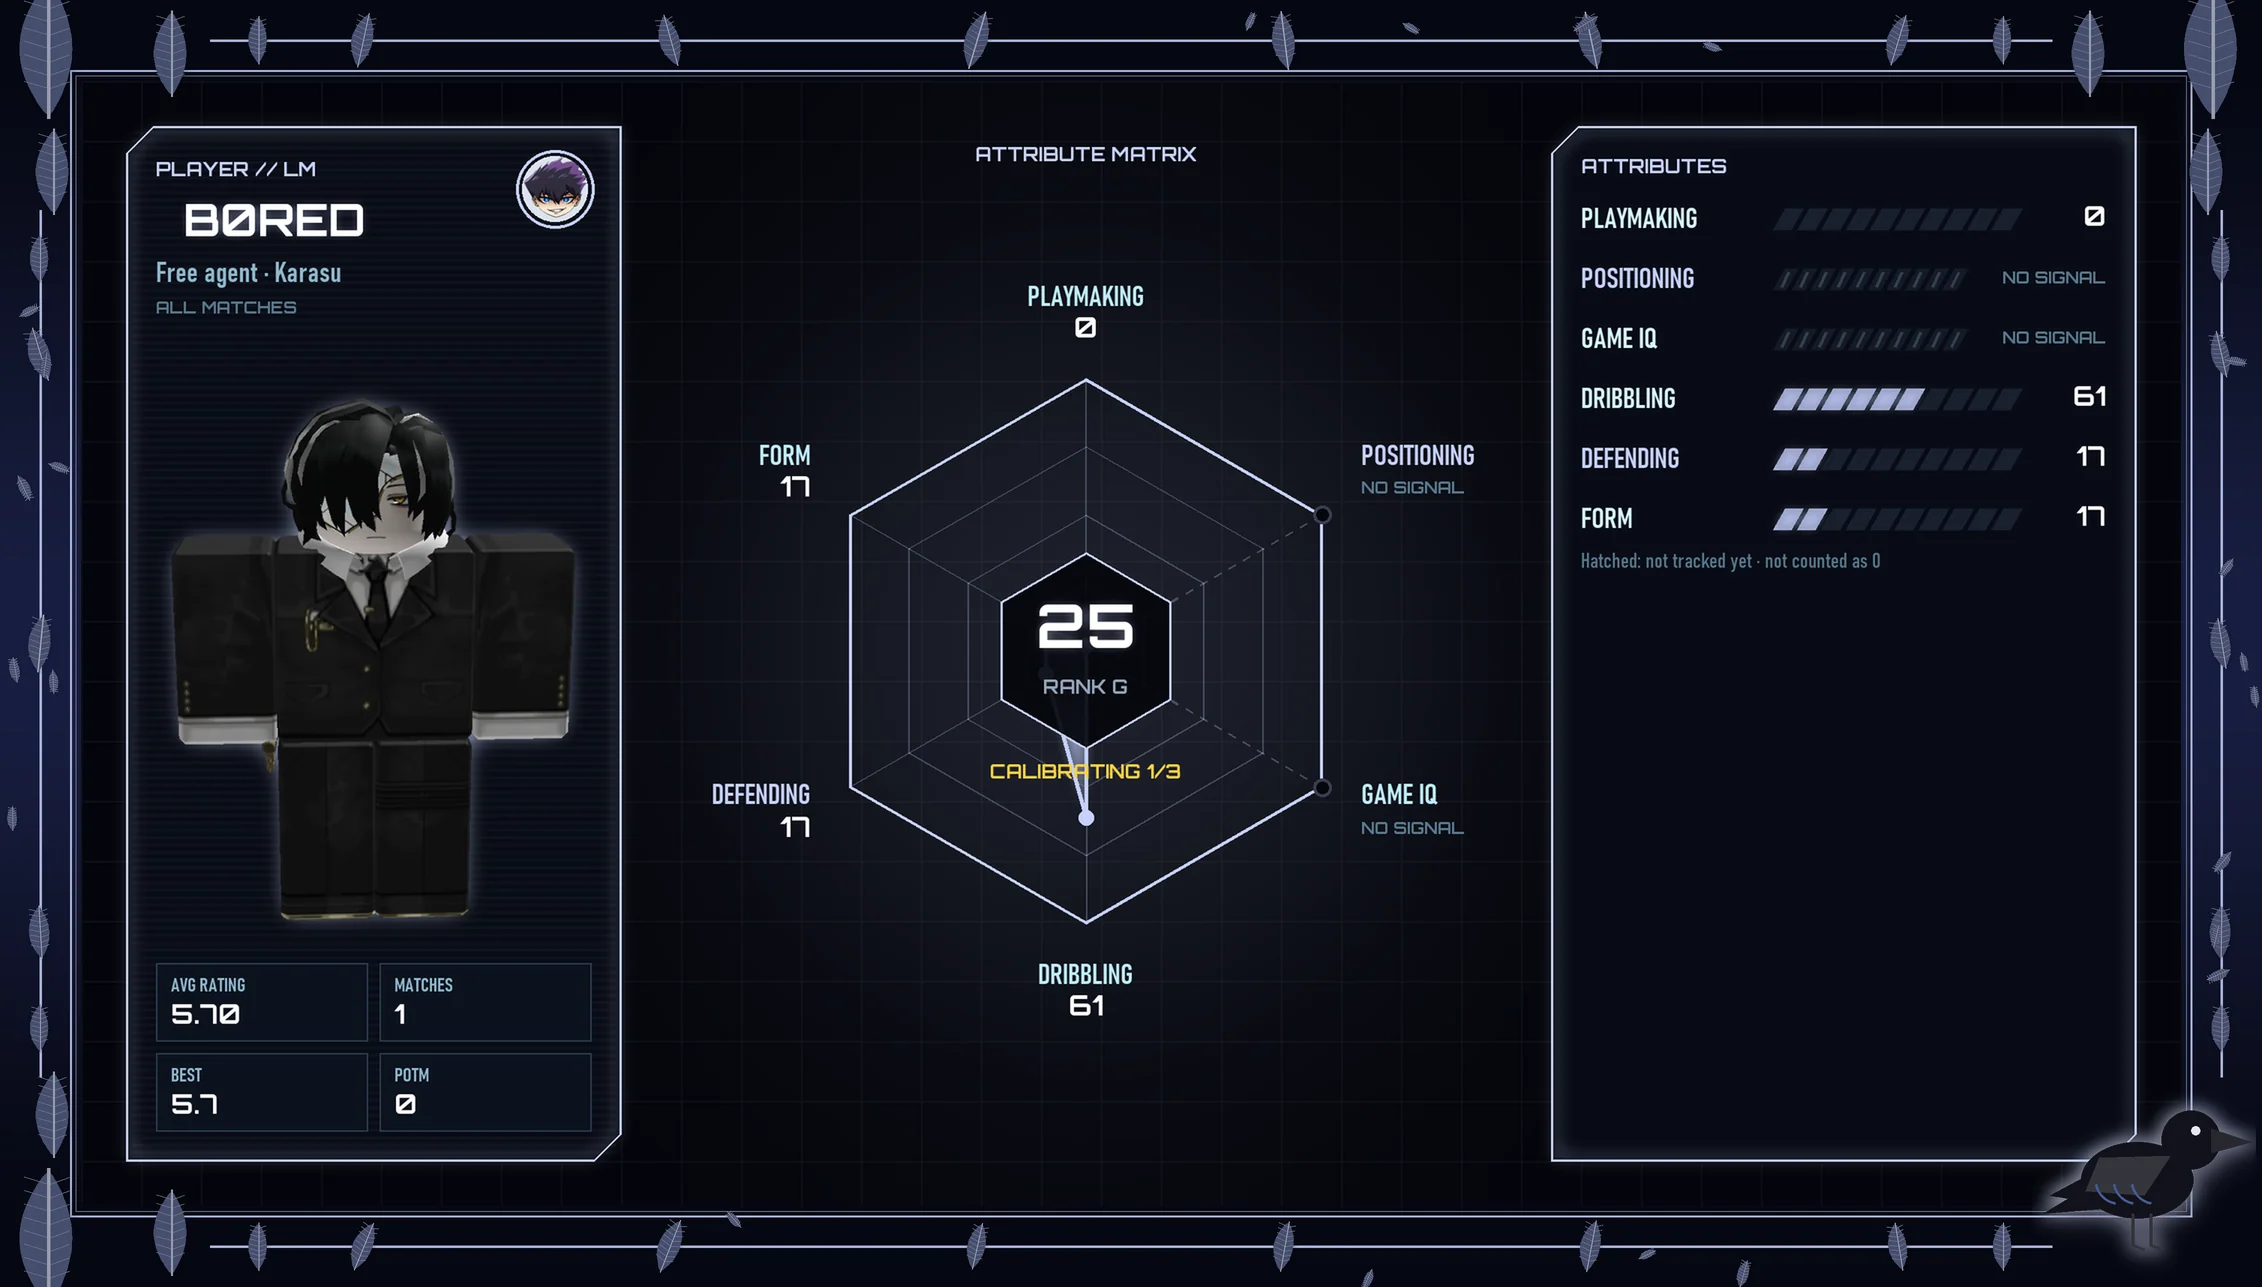 PLAYER // LM
BØRED
Free agent · Karasu
ALL MATCHES
AVG RATING
5.70
MATCHES
1
BEST
5.7
POTM
0
ATTRIBUTE MATRIX
PLAYMAKING
0
FORM
17
POSITIONING
NO SIGNAL
25
RANK G
CALIBRATING 1/3
DEFENDING
17
GAME IQ
NO SIGNAL
DRIBBLING
61
ATTRIBUTES
PLAYMAKING 0
POSITIONING NO SIGNAL
GAME IQ NO SIGNAL
DRIBBLING 61
DEFENDING 17
FORM 17
Hatched: not tracked yet · not counted as 0